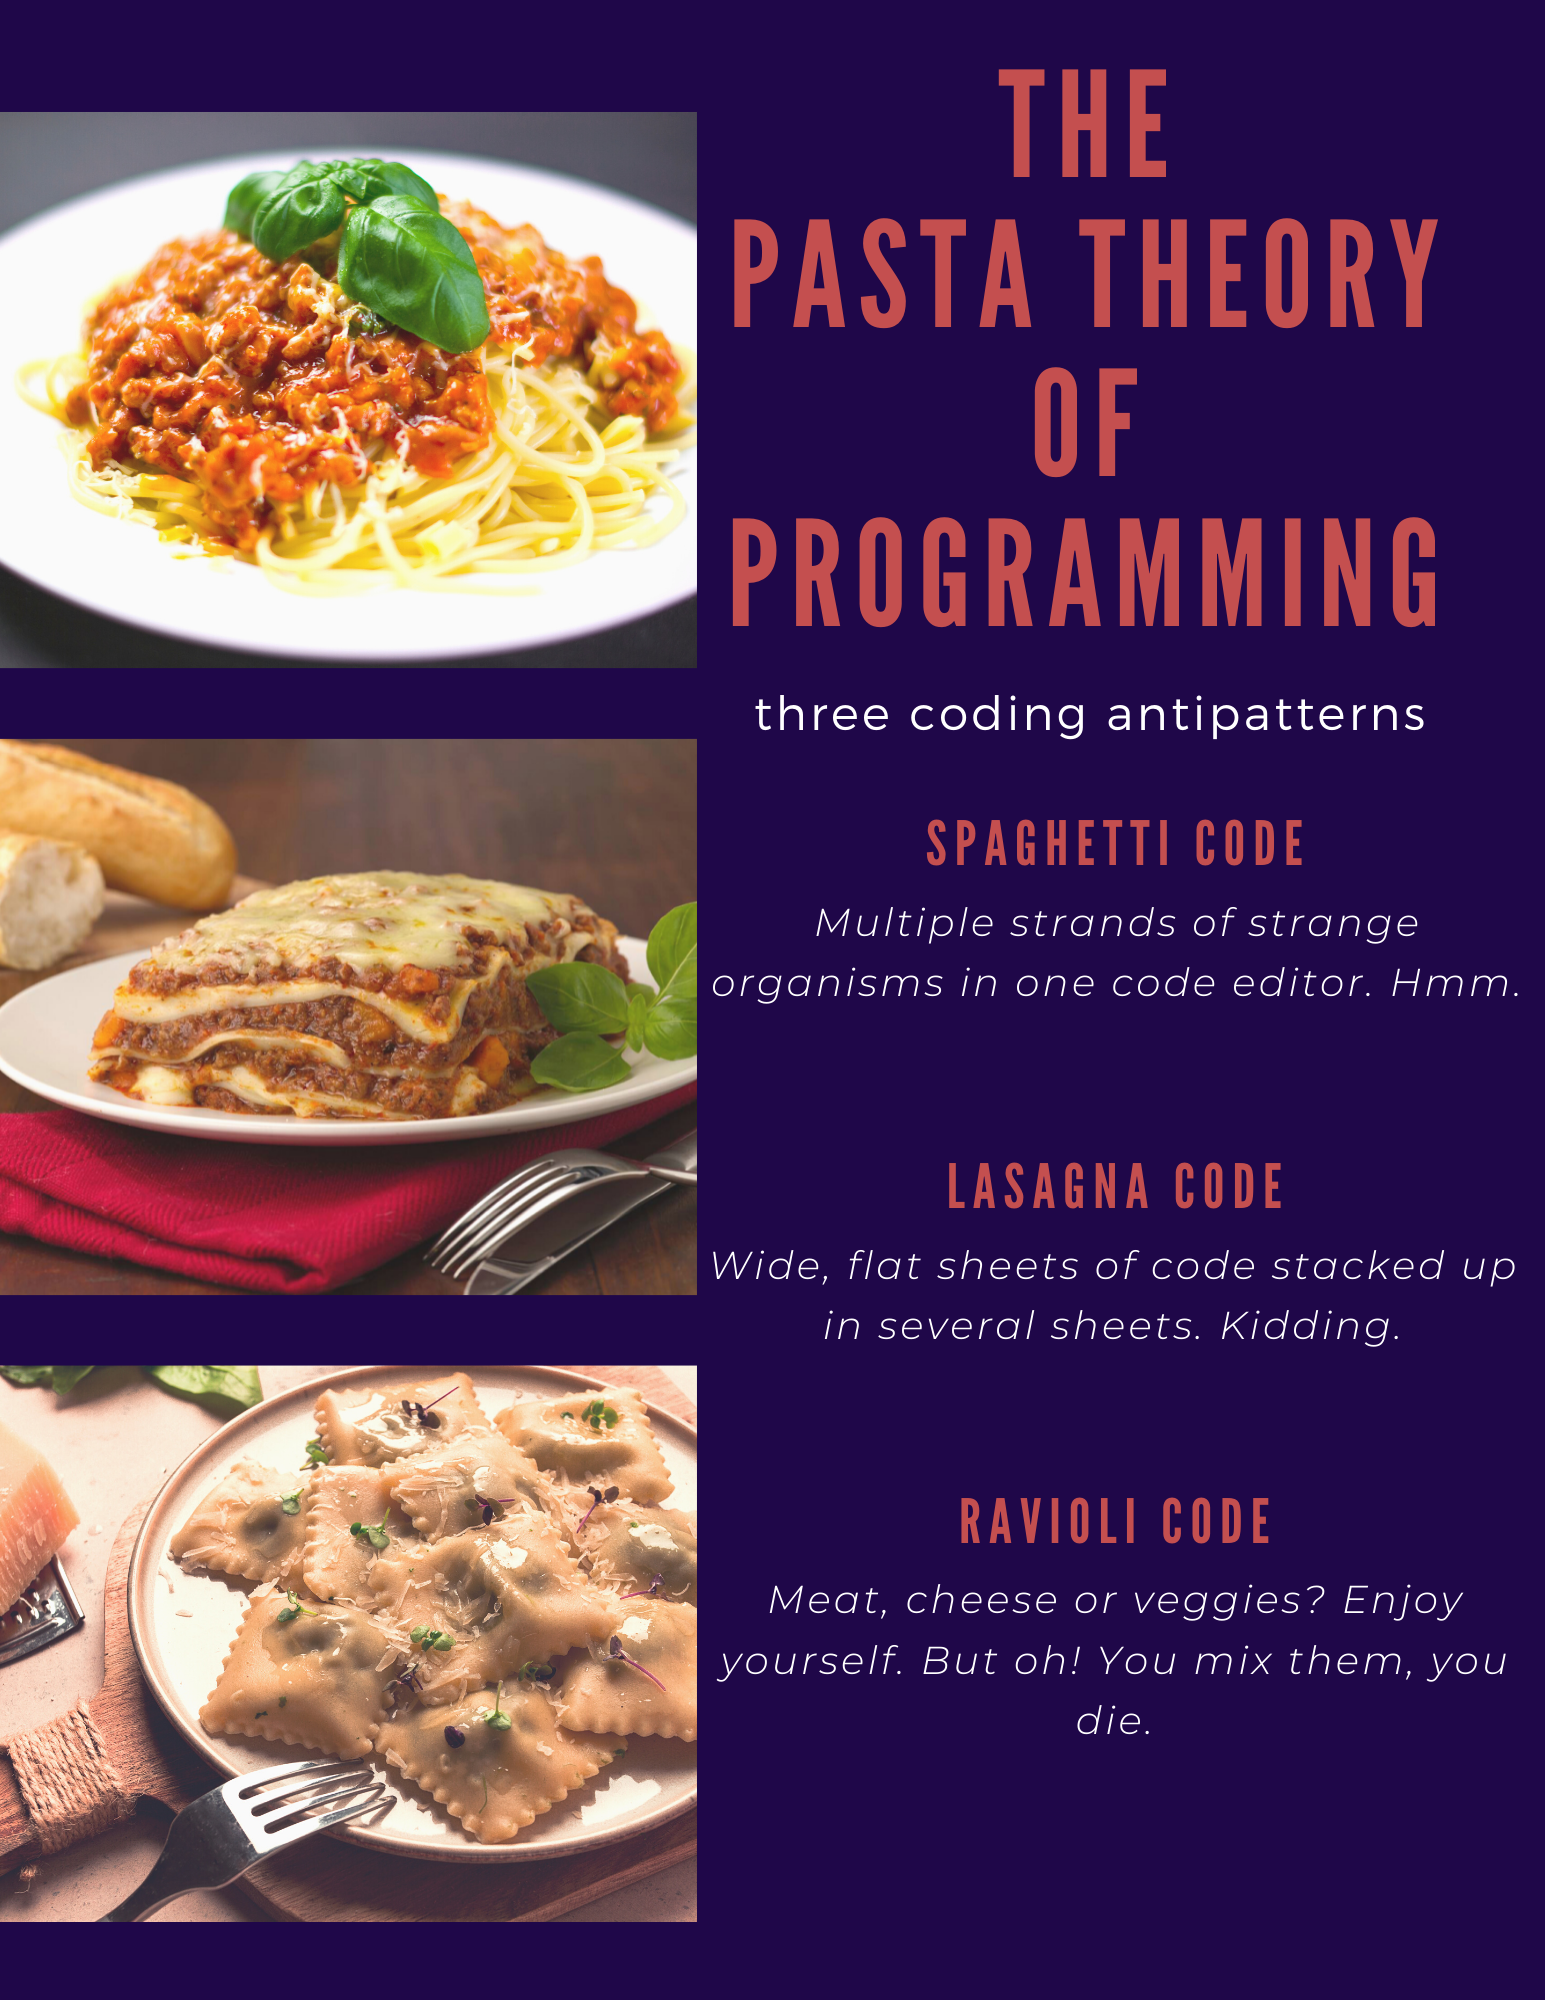 THE
PASTA THEORY
OF
PROGRAMMING
three coding antipatterns
SPAGHETTI CODE
Multiple strands of strange
organisms in one code editor. Hmm.
LASAGNA CODE
Wide, flat sheets of code stacked up
in several sheets. Kidding.
RAVIOLI CODE
Meat, cheese or veggies? Enjoy
yourself. But oh! You mix them, you
die.